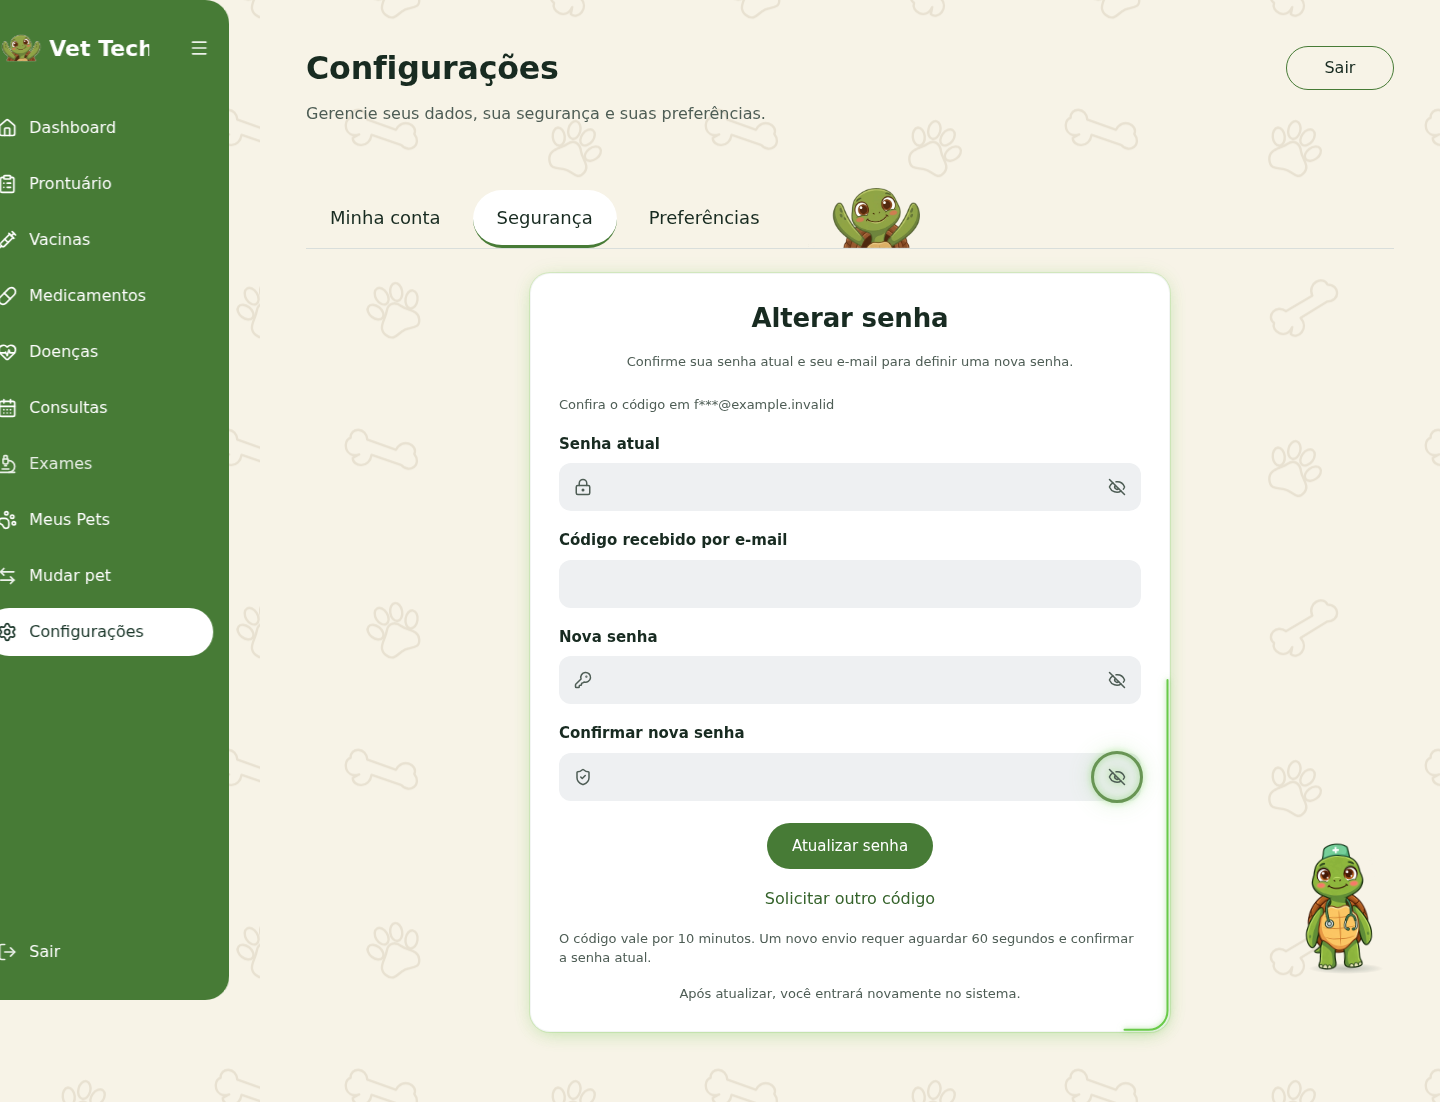 Vet Tech
Dashboard
Prontuário
Vacinas
Medicamentos
Doenças
Consultas
Exames
Meus Pets
Mudar pet
Configurações
Sair
Configurações
Sair
Gerencie seus dados, sua segurança e suas preferências.
Minha conta
Segurança
Preferências
Alterar senha
Confirme sua senha atual e seu e-mail para definir uma nova senha.
Confira o código em f***@example.invalid
Senha atual
Código recebido por e-mail
Nova senha
Confirmar nova senha
Atualizar senha
Solicitar outro código
O código vale por 10 minutos. Um novo envio requer aguardar 60 segundos e confirmar
a senha atual.
Após atualizar, você entrará novamente no sistema.